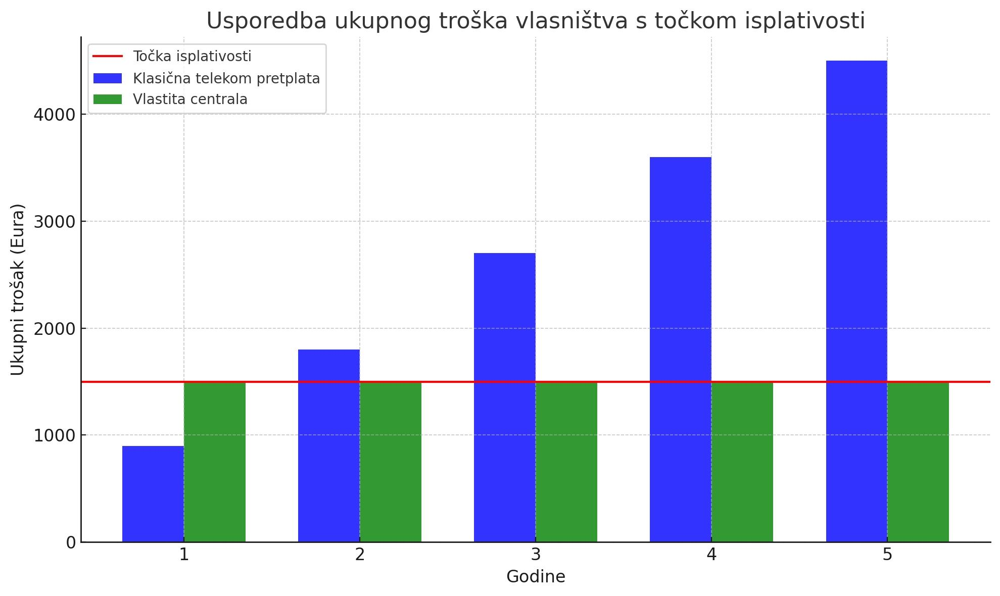 Usporedba ukupnog troška vlasništva s točkom isplativosti
Točka isplativosti
Klasična telekom pretplata
Vlastita centrala
Ukupni trošak (Eura)
4000
3000
2000
1000
0
1 2 3 4 5
Godine